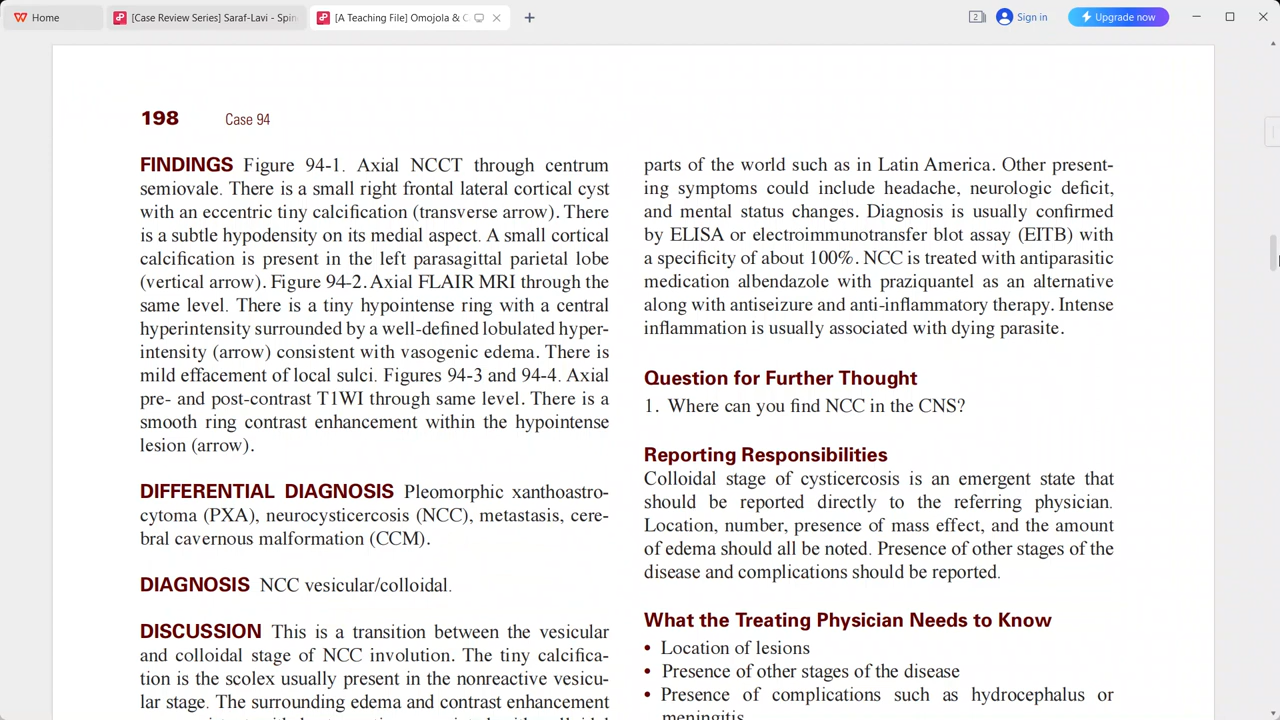 Home
[Case Review Series] Saraf-Lavi - Spin
[A Teaching File] Omojola & C
2
Sign in
Upgrade now
198 Case 94
FINDINGS Figure 94-1. Axial NCCT through centrum
semiovale. There is a small right frontal lateral cortical cyst
with an eccentric tiny calcification (transverse arrow). There
is a subtle hypodensity on its medial aspect. A small cortical
calcification is present in the left parasagittal parietal lobe
(vertical arrow). Figure 94-2. Axial FLAIR MRI through the
same level. There is a tiny hypointense ring with a central
hyperintensity surrounded by a well-defined lobulated hyper-
intensity (arrow) consistent with vasogenic edema. There is
mild effacement of local sulci. Figures 94-3 and 94-4. Axial
pre- and post-contrast T1WI through same level. There is a
smooth ring contrast enhancement within the hypointense
lesion (arrow).
DIFFERENTIAL DIAGNOSIS Pleomorphic xanthoastro-
cytoma (PXA), neurocysticercosis (NCC), metastasis, cere-
bral cavernous malformation (CCM).
DIAGNOSIS NCC vesicular/colloidal.
DISCUSSION This is a transition between the vesicular
and colloidal stage of NCC involution. The tiny calcifica-
tion is the scolex usually present in the nonreactive vesicu-
lar stage. The surrounding edema and contrast enhancement
parts of the world such as in Latin America. Other present-
ing symptoms could include headache, neurologic deficit,
and mental status changes. Diagnosis is usually confirmed
by ELISA or electroimmunotransfer blot assay (EITB) with
a specificity of about 100%. NCC is treated with antiparasitic
medication albendazole with praziquantel as an alternative
along with antiseizure and anti-inflammatory therapy. Intense
inflammation is usually associated with dying parasite.
Question for Further Thought
1. Where can you find NCC in the CNS?
Reporting Responsibilities
Colloidal stage of cysticercosis is an emergent state that
should be reported directly to the referring physician.
Location, number, presence of mass effect, and the amount
of edema should all be noted. Presence of other stages of the
disease and complications should be reported.
What the Treating Physician Needs to Know
• Location of lesions
• Presence of other stages of the disease
• Presence of complications such as hydrocephalus or
meningitis